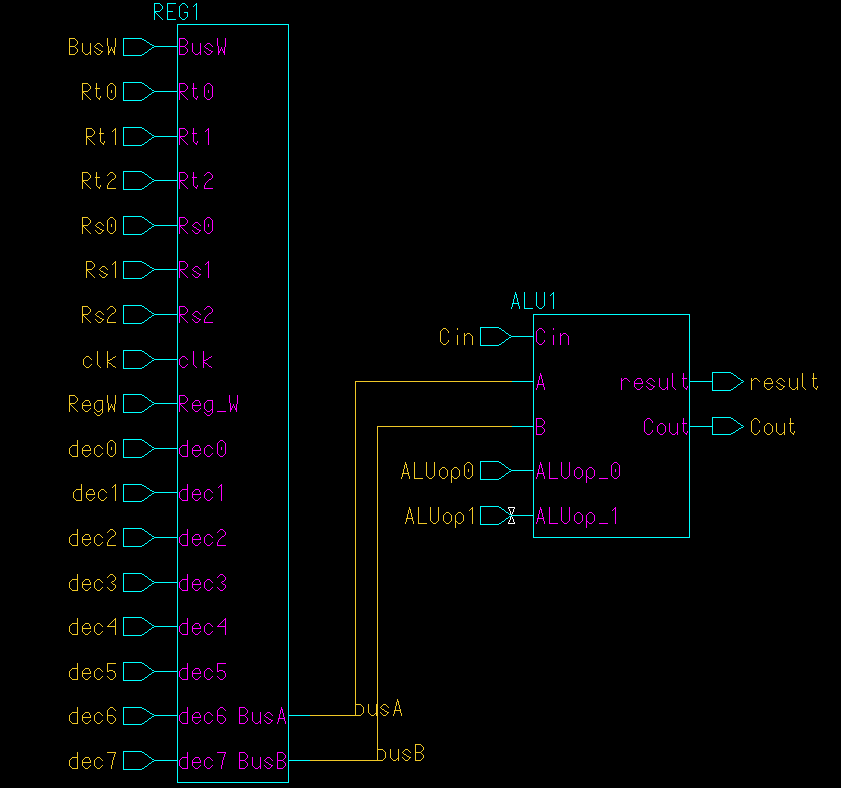 REG1
BusW BusW
Rt0 Rt0
Rt1 Rt1
Rt2 Rt2
Rs0 Rs0
Rs1 Rs1
Rs2 Rs2
clk clk
RegW Reg_W
dec0 dec0
dec1 dec1
dec2 dec2
dec3 dec3
dec4 dec4
dec5 dec5
dec6 dec6 BusA
dec7 dec7 BusB
busA
busB
ALU1
Cin Cin
A
result result
B
Cout Cout
ALUop0 ALUop_0
ALUop1 ALUop_1